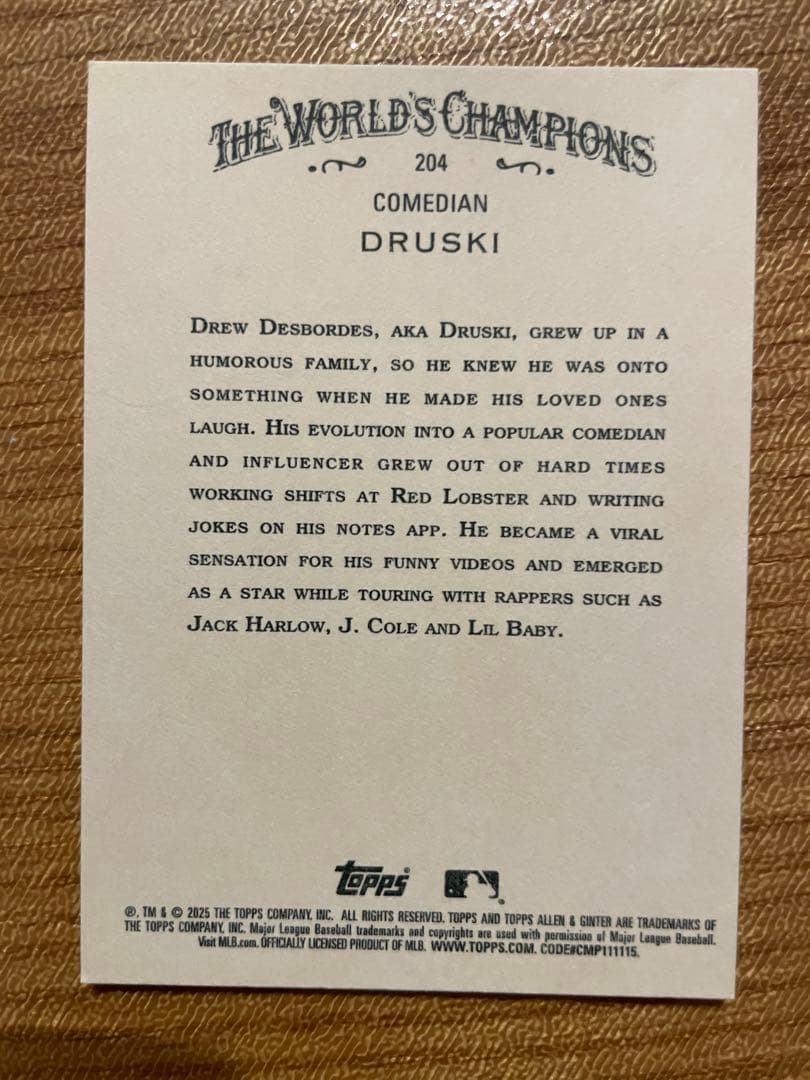 THE WORLD'S CHAMPIONS
204
COMEDIAN
DRUSKI
DREW DESBORDES, AKA DRUSKI, GREW UP IN A
HUMOROUS FAMILY, SO HE KNEW HE WAS ONTO
SOMETHING WHEN HE MADE HIS LOVED ONES
LAUGH. HIS EVOLUTION INTO A POPULAR COMEDIAN
AND INFLUENCER GREW OUT OF HARD TIMES
WORKING SHIFTS AT RED LOBSTER AND WRITING
JOKES ON HIS NOTES APP. HE BECAME A VIRAL
SENSATION FOR HIS FUNNY VIDEOS AND EMERGED
AS A STAR WHILE TOURING WITH RAPPERS SUCH AS
JACK HARLOW, J. COLE AND LIL BABY.
topps®
®, TM & © 2025 THE TOPPS COMPANY, INC. ALL RIGHTS RESERVED. TOPPS AND TOPPS ALLEN & GINTER ARE TRADEMARKS OF
THE TOPPS COMPANY, INC. Major League Baseball trademarks and copyrights are used with permission of Major League Baseball.
Visit MLB.com. OFFICIALLY LICENSED PRODUCT OF MLB. WWW.TOPPS.COM. CODE#CMP111115.